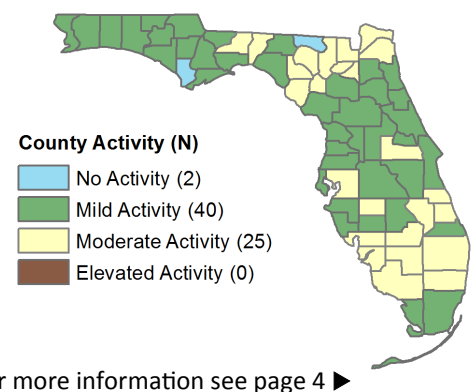 County Activity (N)
No Activity (2)
Mild Activity (40)
Moderate Activity (25)
Elevated Activity (0)
r more information see page 4 ▶